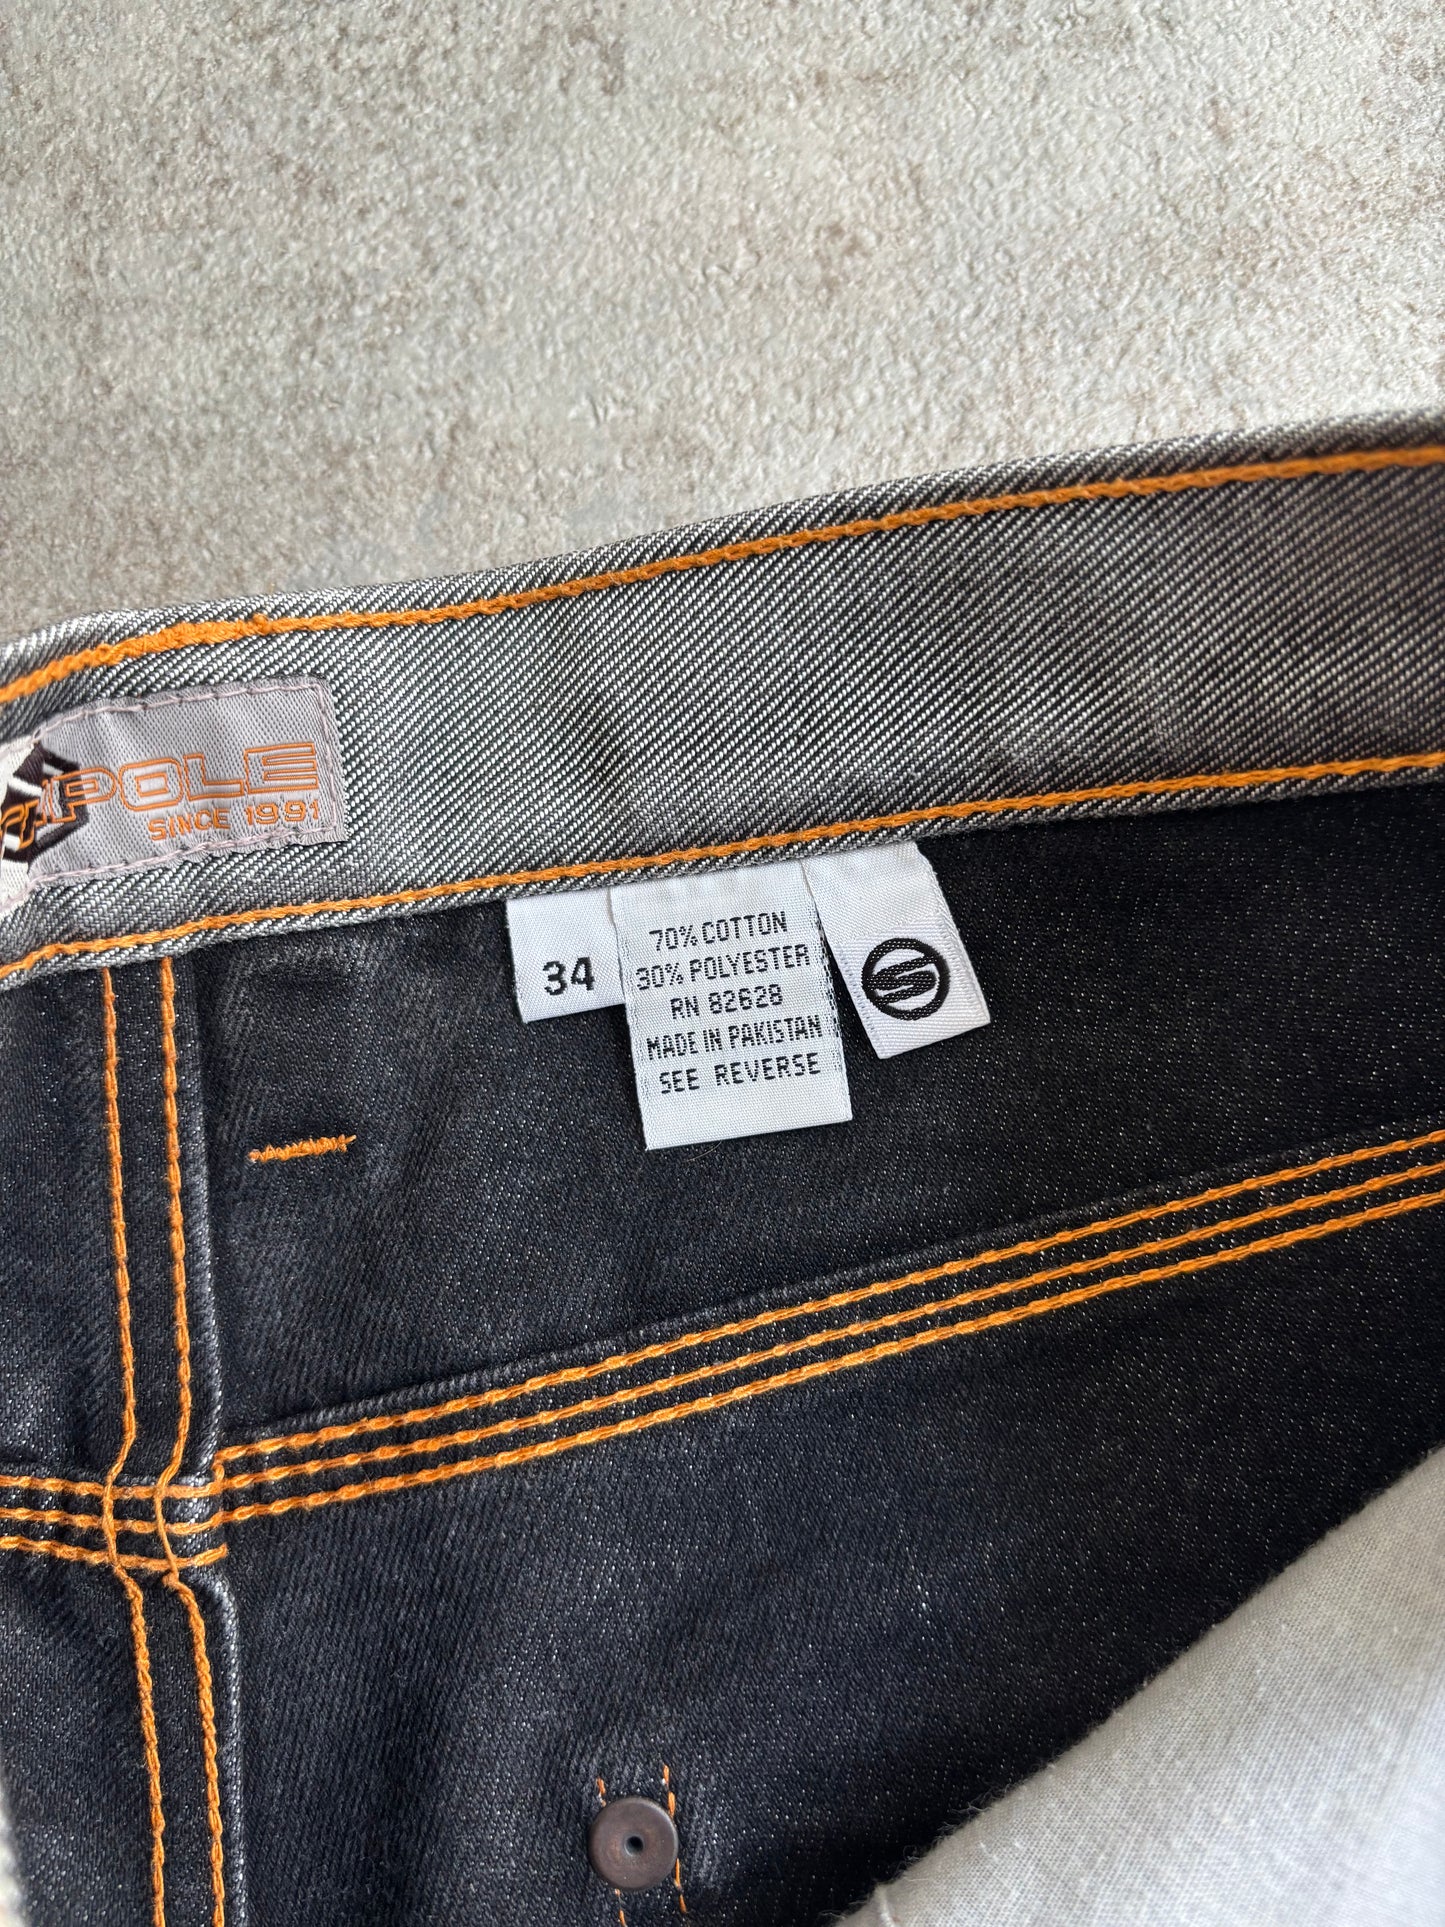 POLE
SINCE 1991
34
70% COTTON
30% POLYESTER
RN 82628
MADE IN PAKISTAN
SEE REVERSE